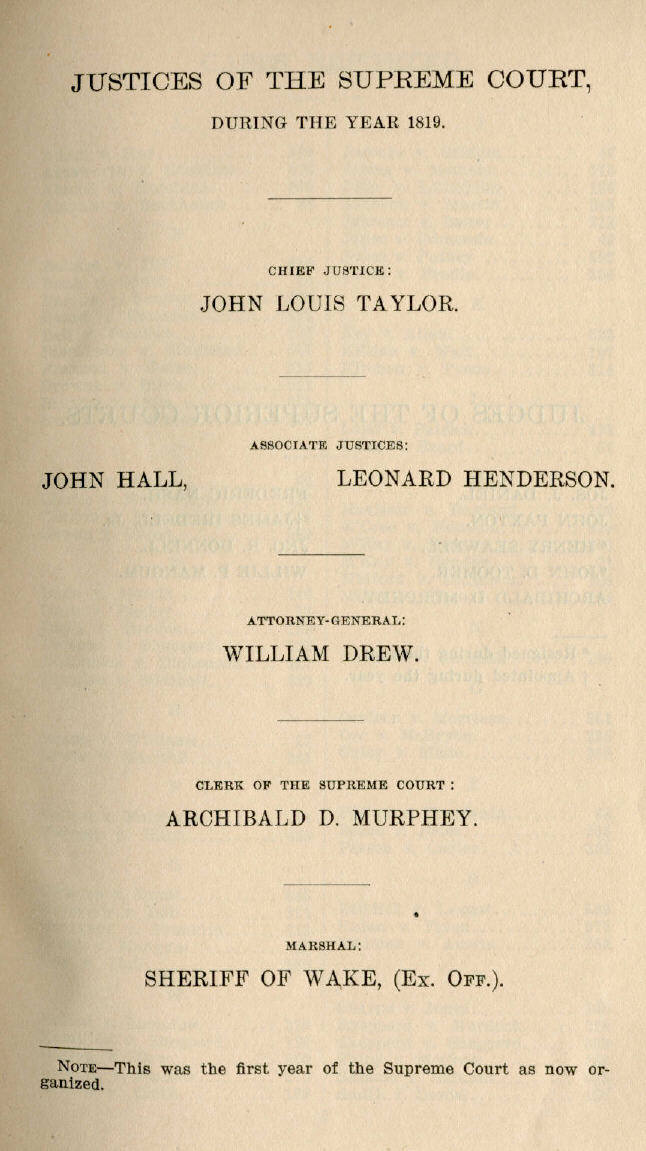 JUSTICES OF THE SUPREME COURT,
DURING THE YEAR 1819.
CHIEF JUSTICE:
JOHN LOUIS TAYLOR.
ASSOCIATE JUSTICES:
JOHN HALL, LEONARD HENDERSON.
ATTORNEY-GENERAL:
WILLIAM DREW.
CLERK OF THE SUPREME COURT :
ARCHIBALD D. MURPHEY.
MARSHAL:
SHERIFF OF WAKE, (Ex. Off.).
Note—This was the first year of the Supreme Court as now or-
ganized.